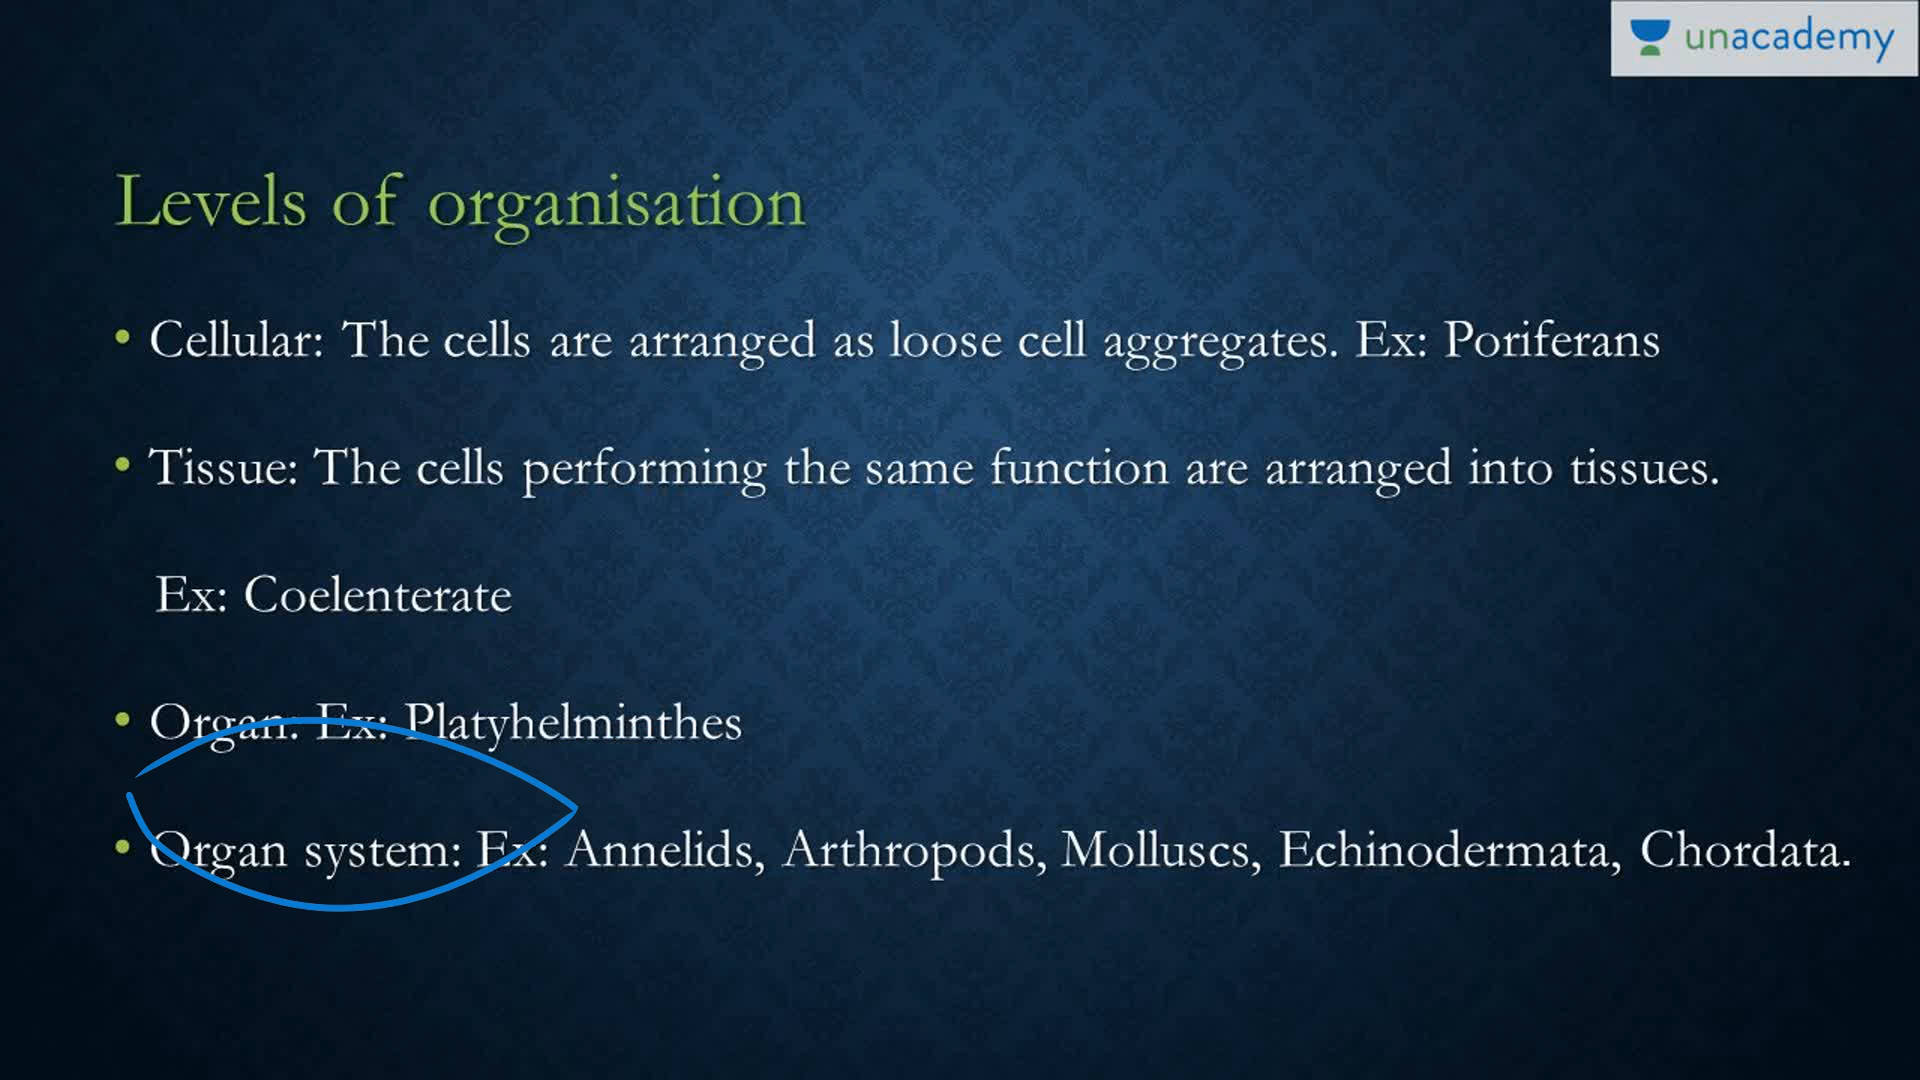 unacademy
Levels of organisation
• Cellular: The cells are arranged as loose cell aggregates. Ex: Poriferans
• Tissue: The cells performing the same function are arranged into tissues.
Ex: Coelenterate
• Organ: Ex: Platyhelminthes
• Organ system: Ex: Annelids, Arthropods, Molluscs, Echinodermata, Chordata.